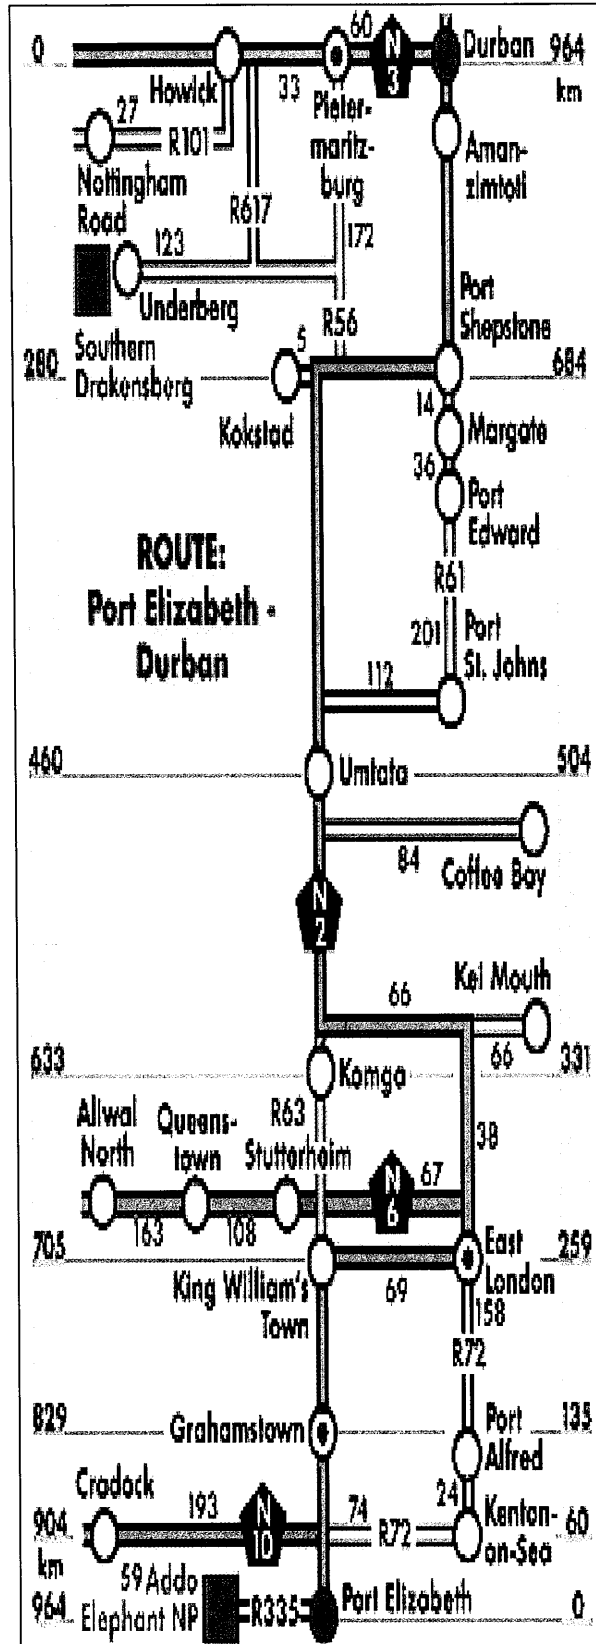 60
0
N
3
Durban
964
km
Howick
33
Pieter-
maritz-
burg
27
R101
Aman-
zimtoti
Nottingham
Road
R617
123
172
Underberg
Port
Shepstone
Southern
Drakensberg
5
R56
280
684
Kokstad
14
Margate
36
Port
Edward
ROUTE:
Port Elizabeth -
Durban
R61
201
Port
St. Johns
112
460
Umtata
504
84
Coffee Bay
N
2
66
Kei Mouth
66
633
Komga
331
Aliwal
North
Queens-
town
R63
Stutterheim
38
N
6
67
163
108
705
East
London
259
King William's
Town
69
158
R72
829
Grahamstown
Port
Alfred
135
Cradock
193
N
10
74
R72
24
Kenton-
on-Sea
60
904
km
59 Addo
Elephant NP
R335
Port Elizabeth
964
0